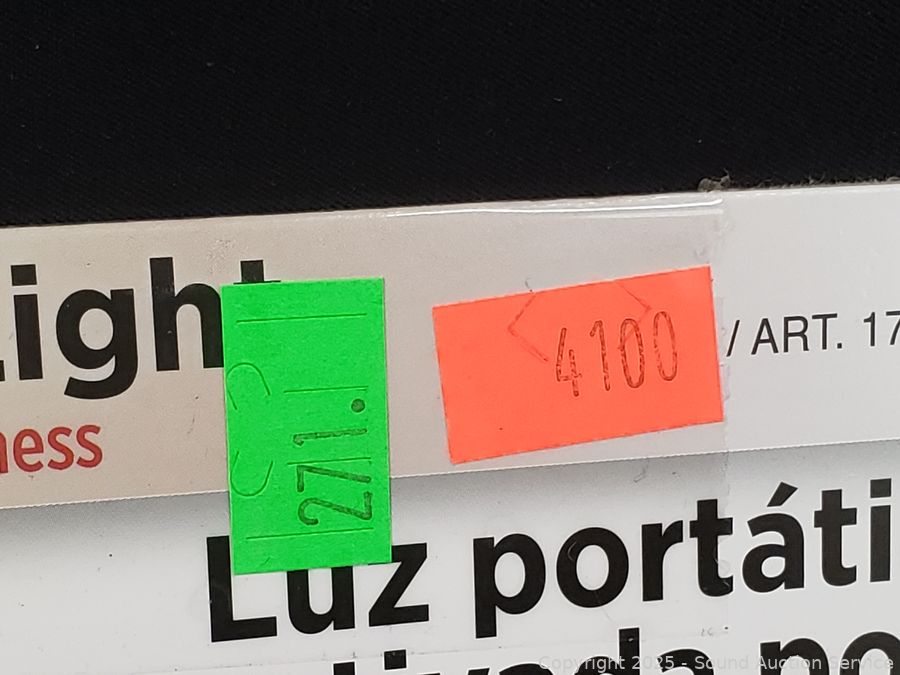 Light
4100
/ ART. 17
271.
ness
Luz portáti
Copyright 2025 - Sound Auction Service